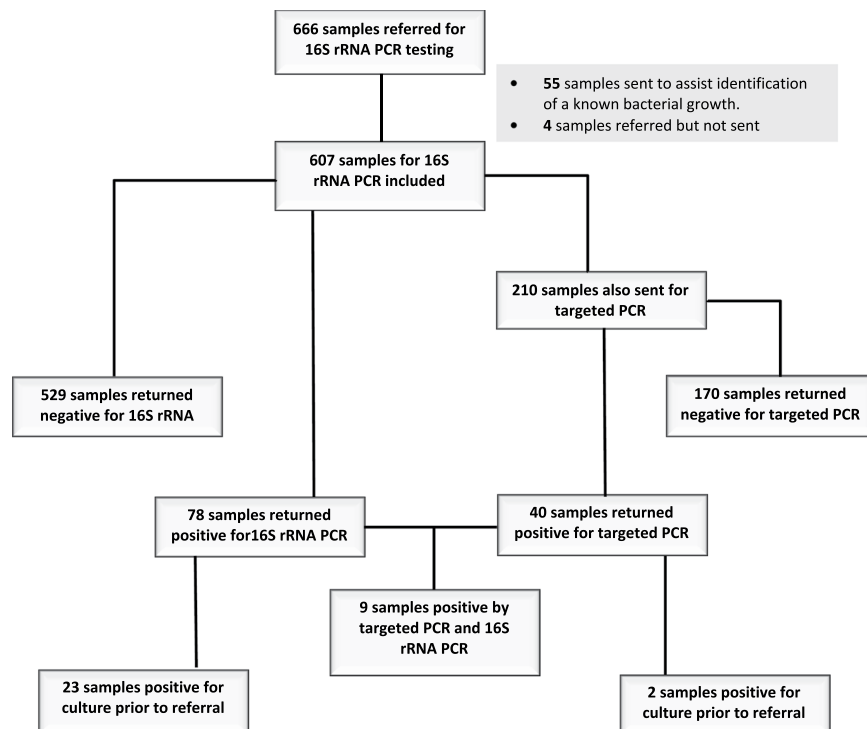 666 samples referred for
16S rRNA PCR testing
• 55 samples sent to assist identification
of a known bacterial growth.
• 4 samples referred but not sent
607 samples for 16S
rRNA PCR included
210 samples also sent for
targeted PCR
529 samples returned
negative for 16S rRNA
170 samples returned
negative for targeted PCR
78 samples returned
positive for16S rRNA PCR
40 samples returned
positive for targeted PCR
9 samples positive by
targeted PCR and 16S
rRNA PCR
23 samples positive for
culture prior to referral
2 samples positive for
culture prior to referral